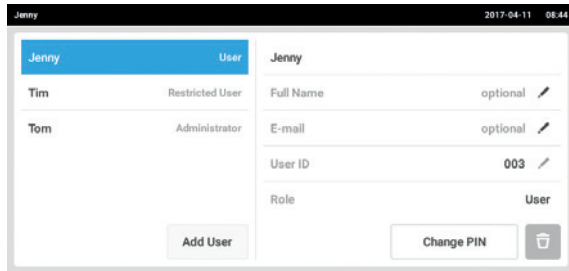 Jenny 2017-04-11 08:44
Jenny User
Tim Restricted User
Tom Administrator
Add User
Jenny
Full Name optional
E-mail optional
User ID 003
Role User
Change PIN